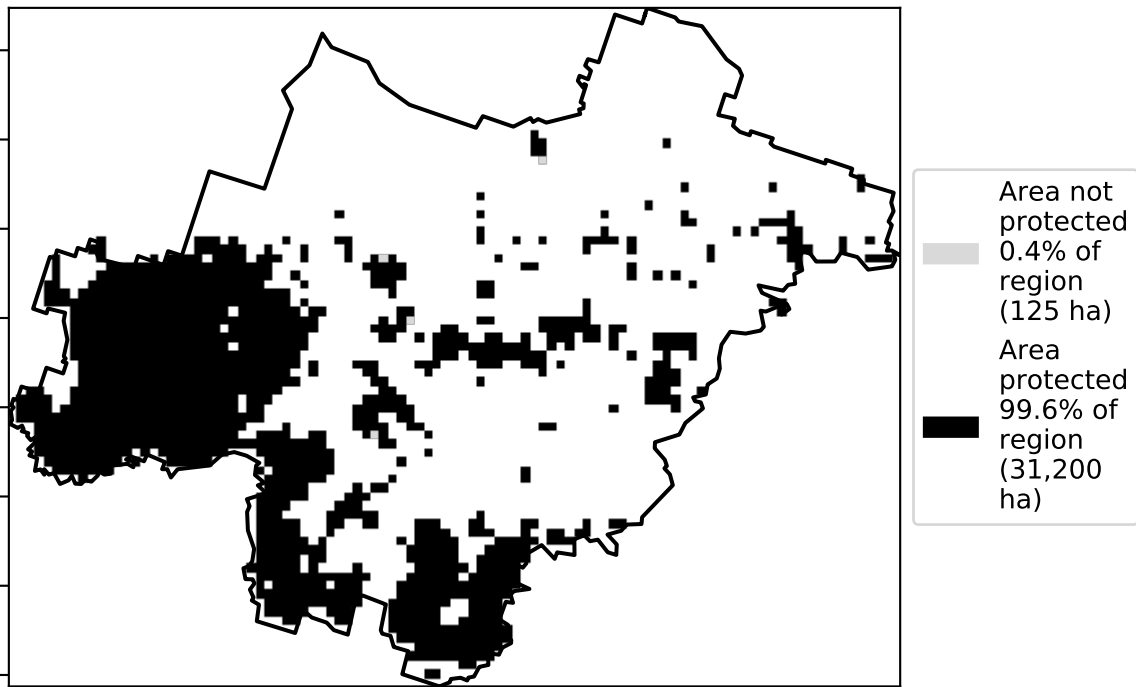 Area not
protected
0.4% of
region
(125 ha)
Area
protected
99.6% of
region
(31,200
ha)